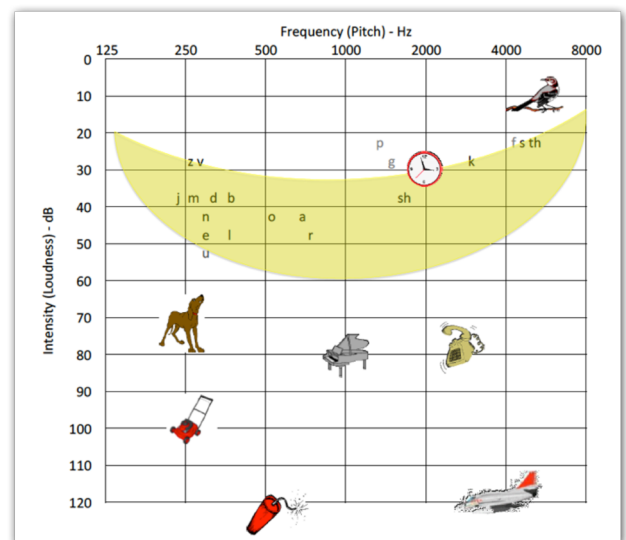 Frequency (Pitch) - Hz
125 250 500 1000 2000 4000 8000
Intensity (Loudness) - dB
0
10
20
p f s th
z v g k
30
j m d b sh
40
n o a
e l r
50
u
60
70
80
90
100
110
120